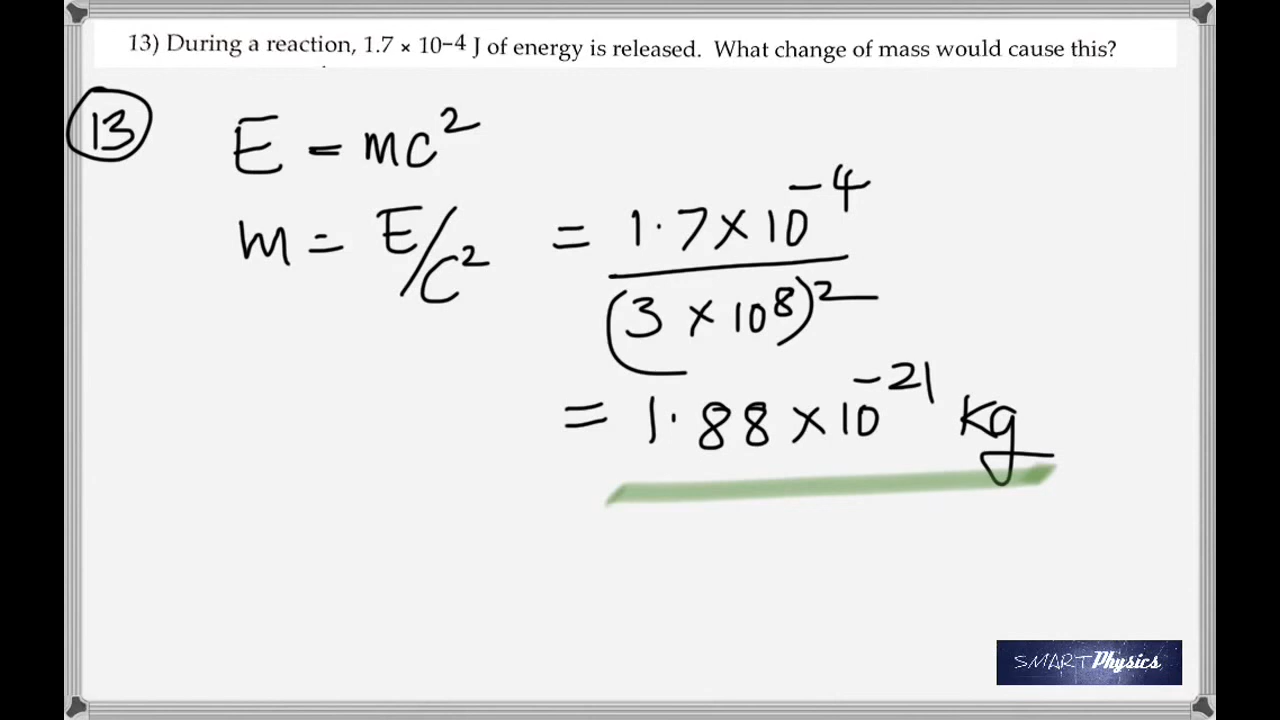 13) During a reaction, 1.7 × 10−4 J of energy is released.  What change of mass would cause this?
13
E = mc²
m = E/c² = 1.7 × 10⁻⁴
(3 × 10⁸)²
= 1.88 × 10⁻²¹ kg
SMART Physics